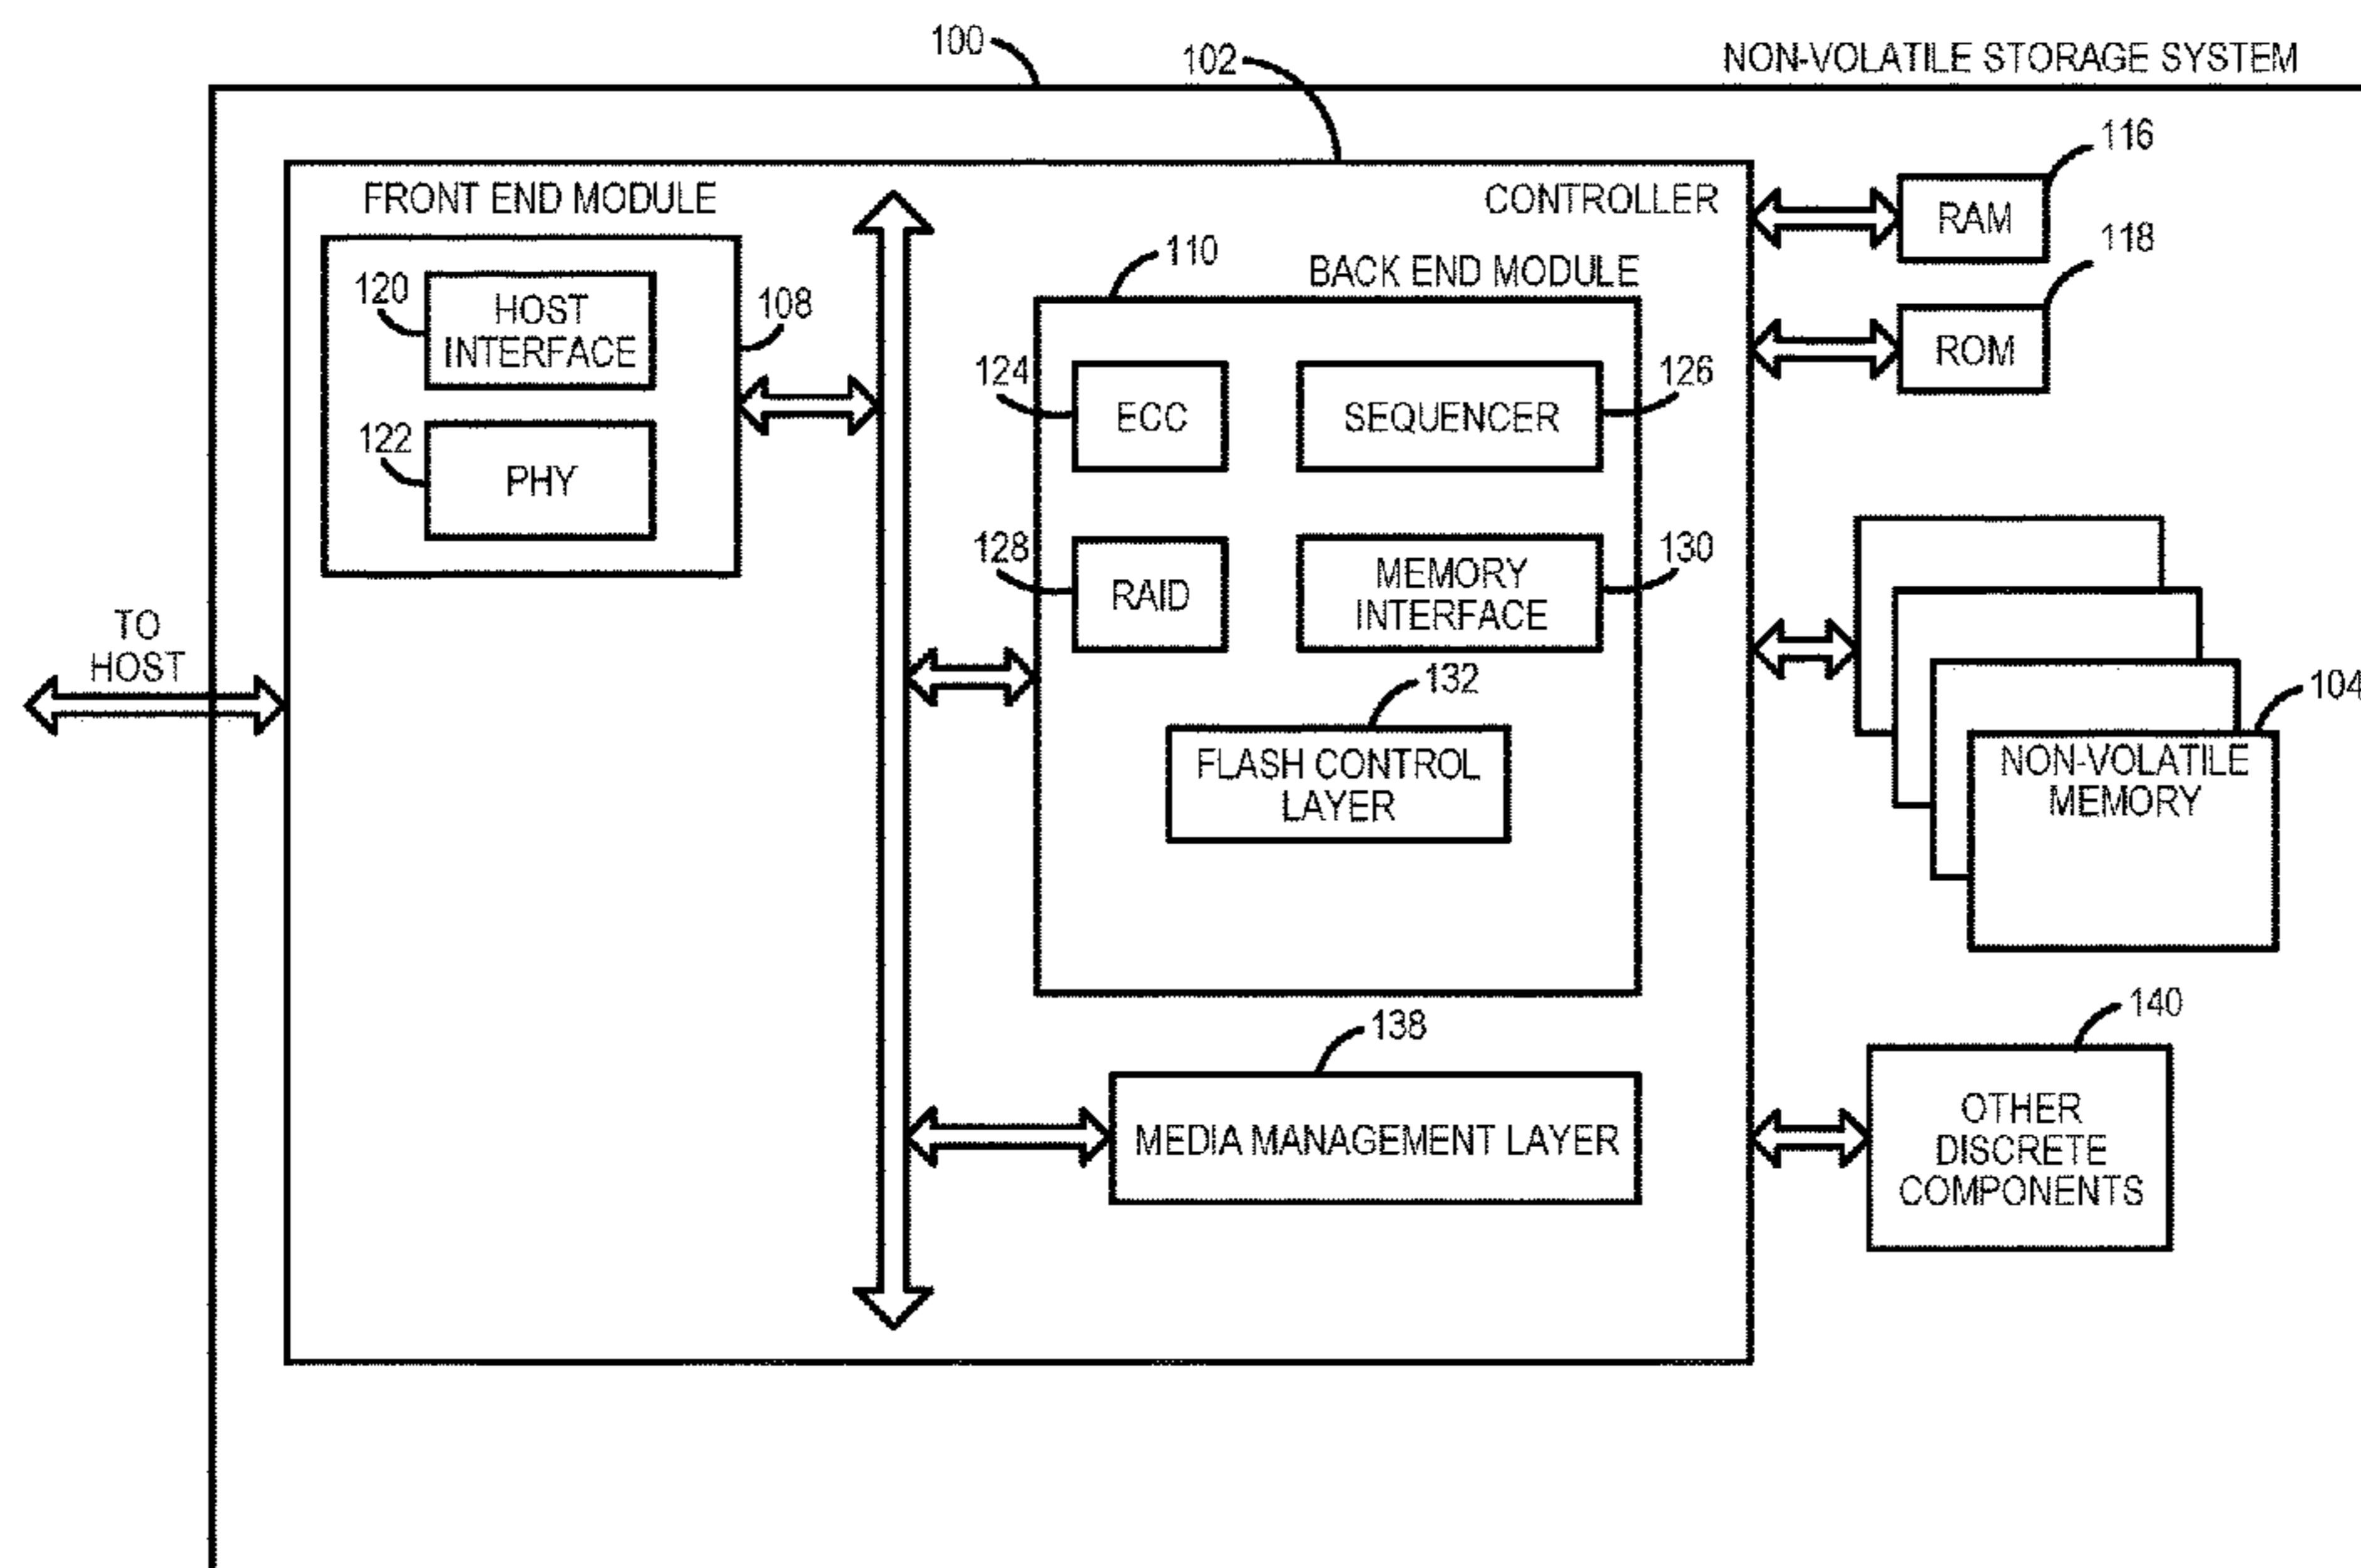 100
102
NON-VOLATILE STORAGE SYSTEM
116
FRONT END MODULE
CONTROLLER
RAM
118
110
BACK END MODULE
120
HOST
INTERFACE
108
ROM
124
ECC
SEQUENCER
126
122
PHY
128
RAID
MEMORY
INTERFACE
130
TO
HOST
132
104
FLASH CONTROL
LAYER
NON-VOLATILE
MEMORY
138
140
MEDIA MANAGEMENT LAYER
OTHER
DISCRETE
COMPONENTS